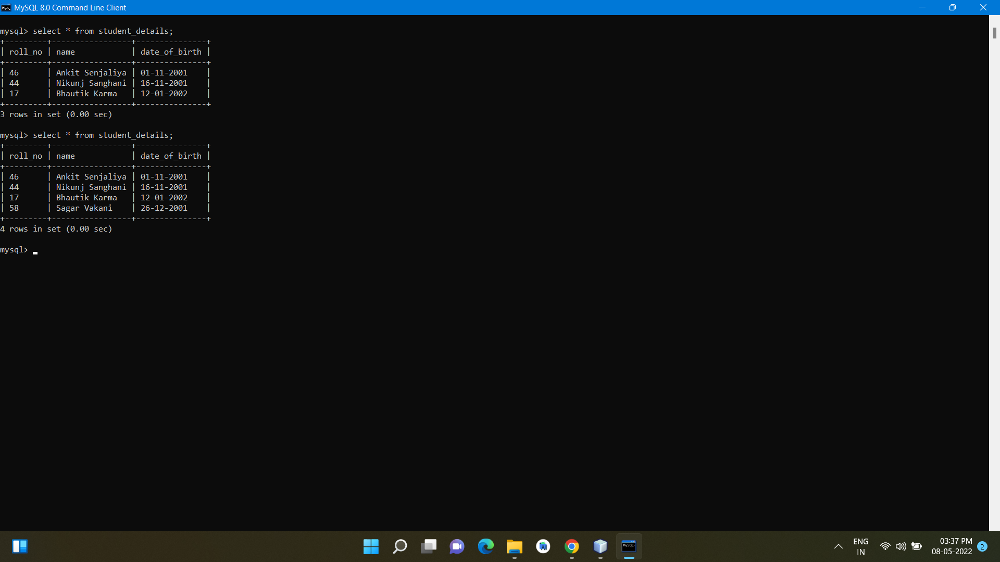 MySQL 8.0 Command Line Client
mysql> select * from student_details;
+---------+-----------------+---------------+
| roll_no | name            | date_of_birth |
+---------+-----------------+---------------+
| 46      | Ankit Senjaliya | 01-11-2001    |
| 44      | Nikunj Sanghani | 16-11-2001    |
| 17      | Bhautik Karma   | 12-01-2002    |
+---------+-----------------+---------------+
3 rows in set (0.00 sec)
mysql> select * from student_details;
+---------+-----------------+---------------+
| roll_no | name            | date_of_birth |
+---------+-----------------+---------------+
| 46      | Ankit Senjaliya | 01-11-2001    |
| 44      | Nikunj Sanghani | 16-11-2001    |
| 17      | Bhautik Karma   | 12-01-2002    |
| 58      | Sagar Vakani    | 26-12-2001    |
+---------+-----------------+---------------+
4 rows in set (0.00 sec)
mysql>
ENG
IN
03:37 PM
08-05-2022
2